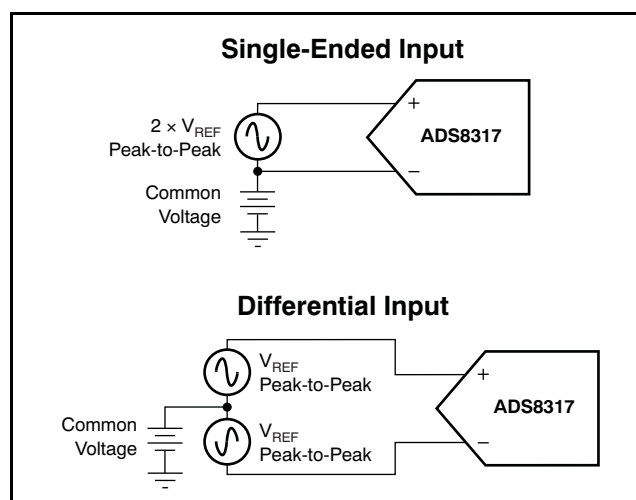 Single-Ended Input
2 × VREF
Peak-to-Peak
+
ADS8317
−
Common
Voltage
Differential Input
VREF
Peak-to-Peak
+
ADS8317
Common
Voltage
VREF
Peak-to-Peak
−